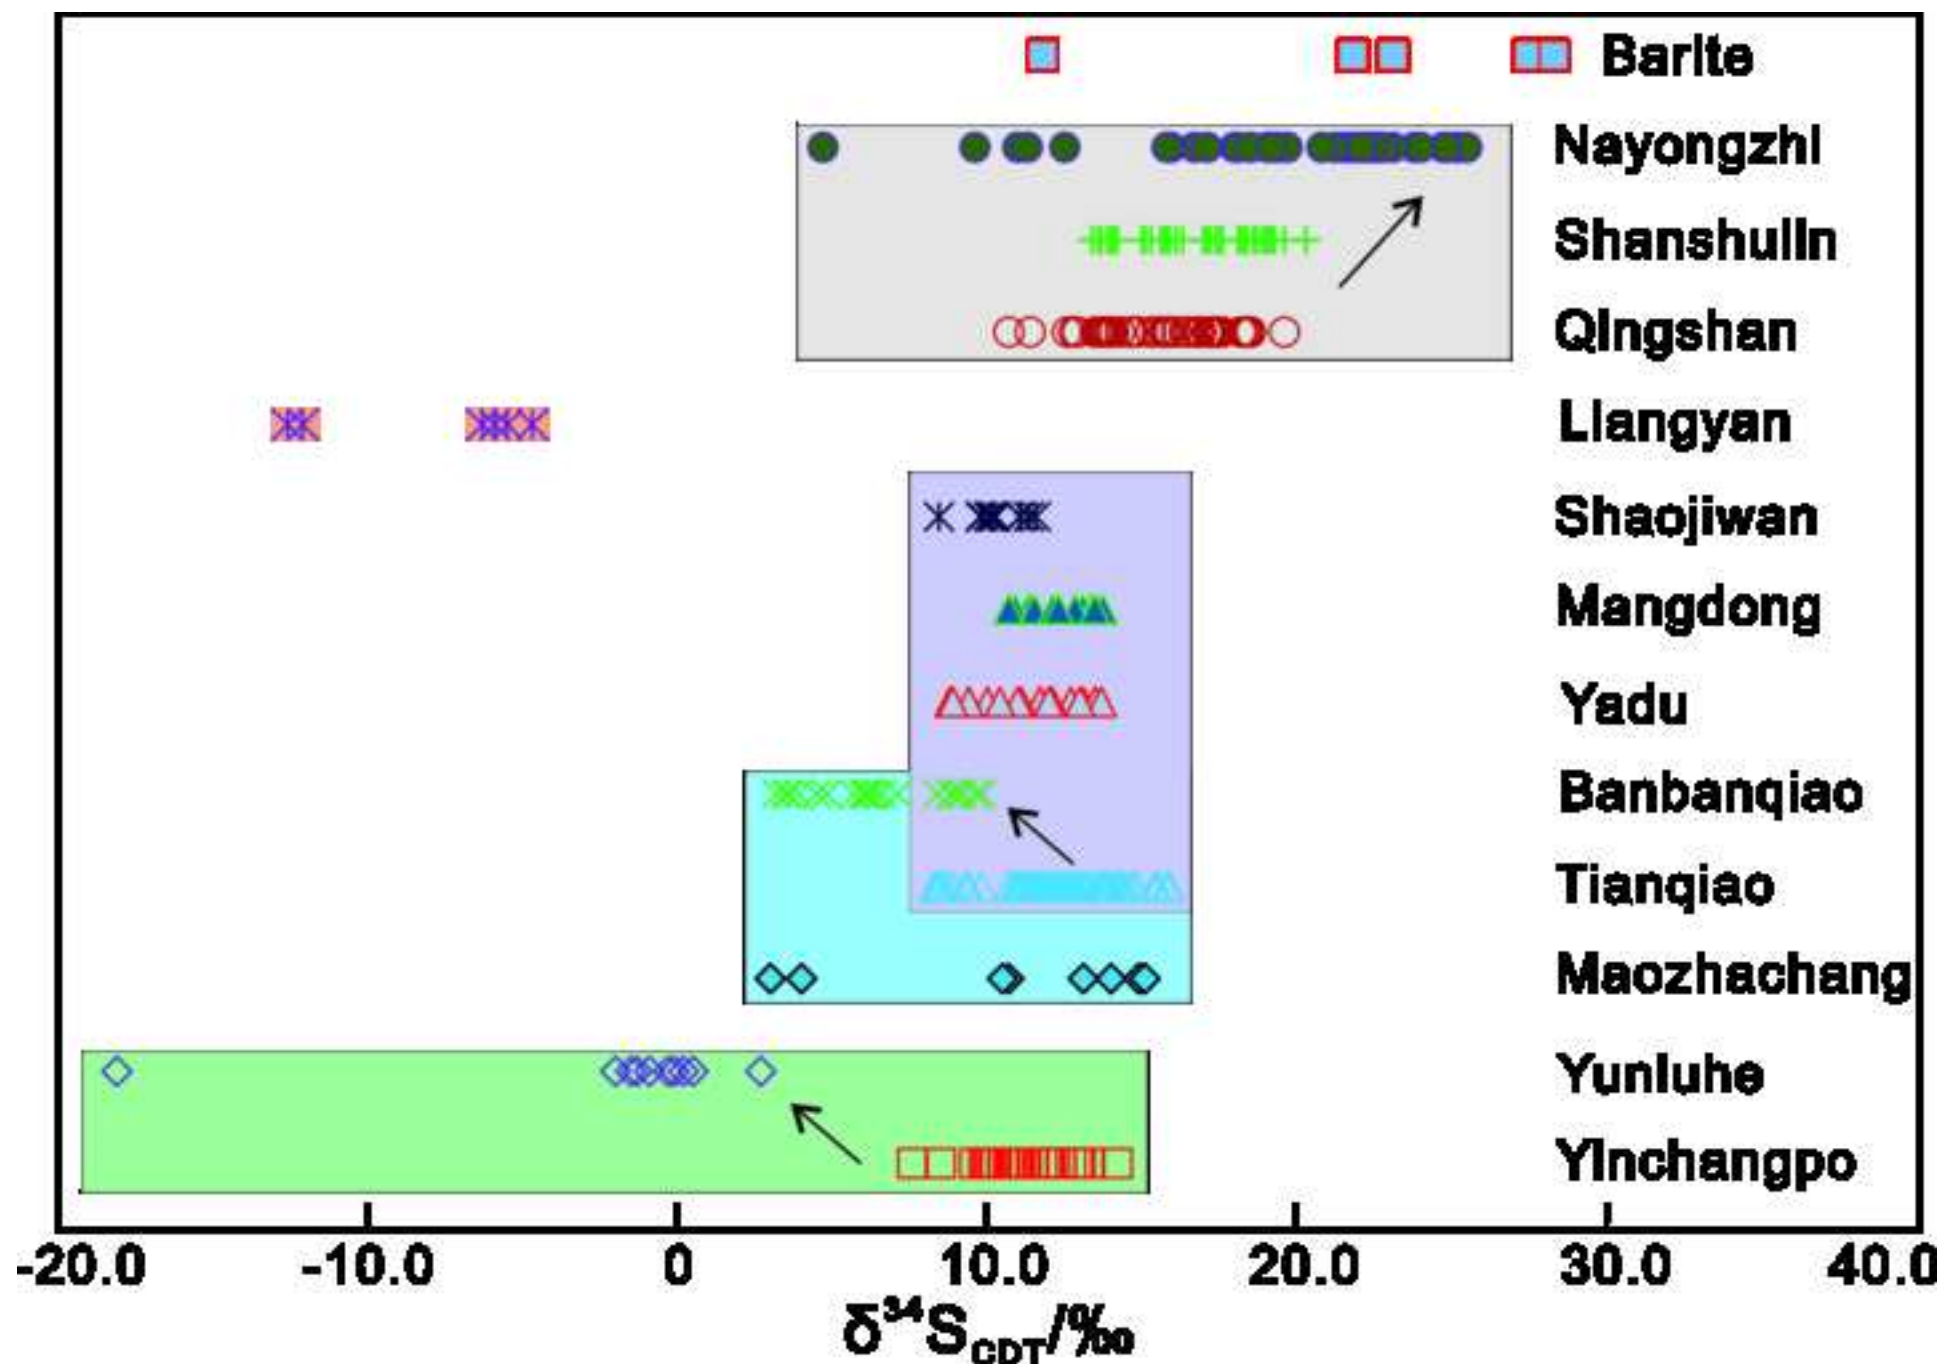 Barite
Nayongzhi
Shanshulin
Qingshan
Liangyan
Shaojiwan
Mangdong
Yadu
Banbanqiao
Tianqiao
Maozhachang
Yunluhe
Yinchangpo
-20.0 -10.0 0 10.0 20.0 30.0 40.0
δ³⁴S_CDT/‰